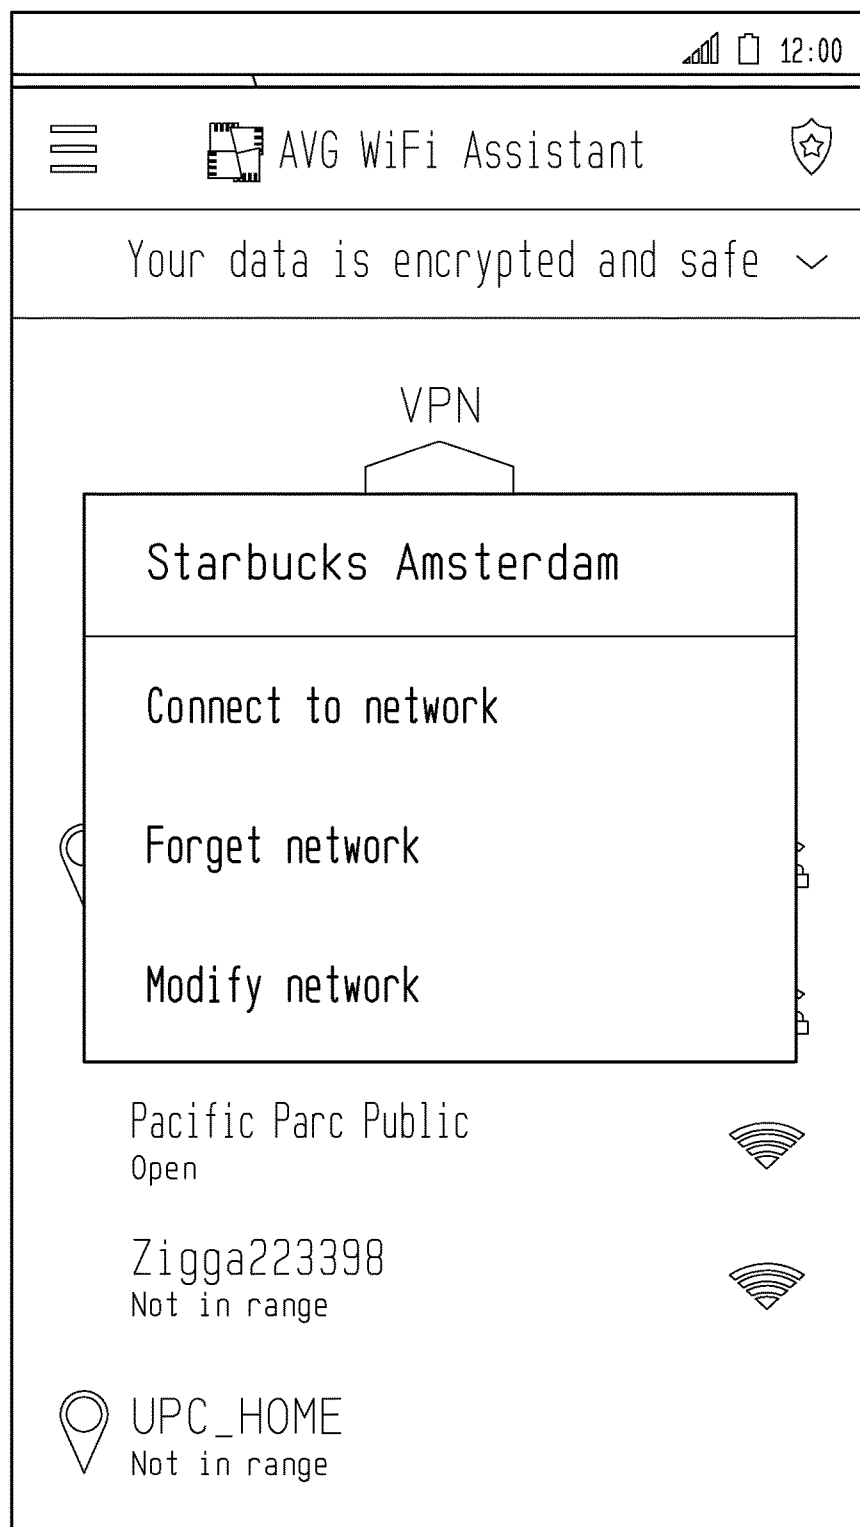 12:00
AVG WiFi Assistant
Your data is encrypted and safe
VPN
Starbucks Amsterdam
Connect to network
Forget network
Modify network
Pacific Parc Public
Open
Zigga223398
Not in range
UPC_HOME
Not in range